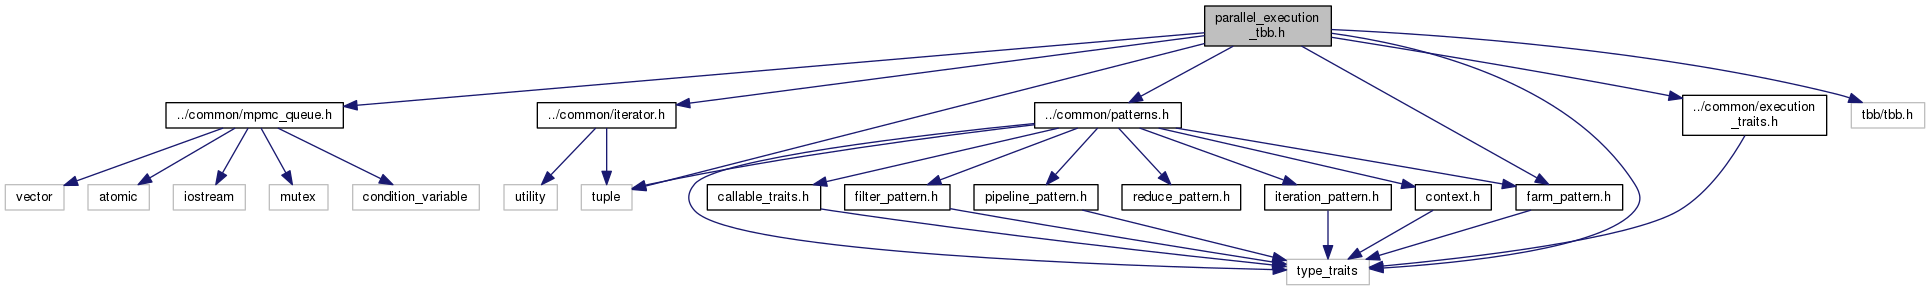 parallel_execution
_tbb.h
../common/mpmc_queue.h
../common/iterator.h
../common/patterns.h
../common/execution
_traits.h
tbb/tbb.h
vector
atomic
iostream
mutex
condition_variable
utility
tuple
callable_traits.h
filter_pattern.h
pipeline_pattern.h
reduce_pattern.h
iteration_pattern.h
context.h
farm_pattern.h
type_traits